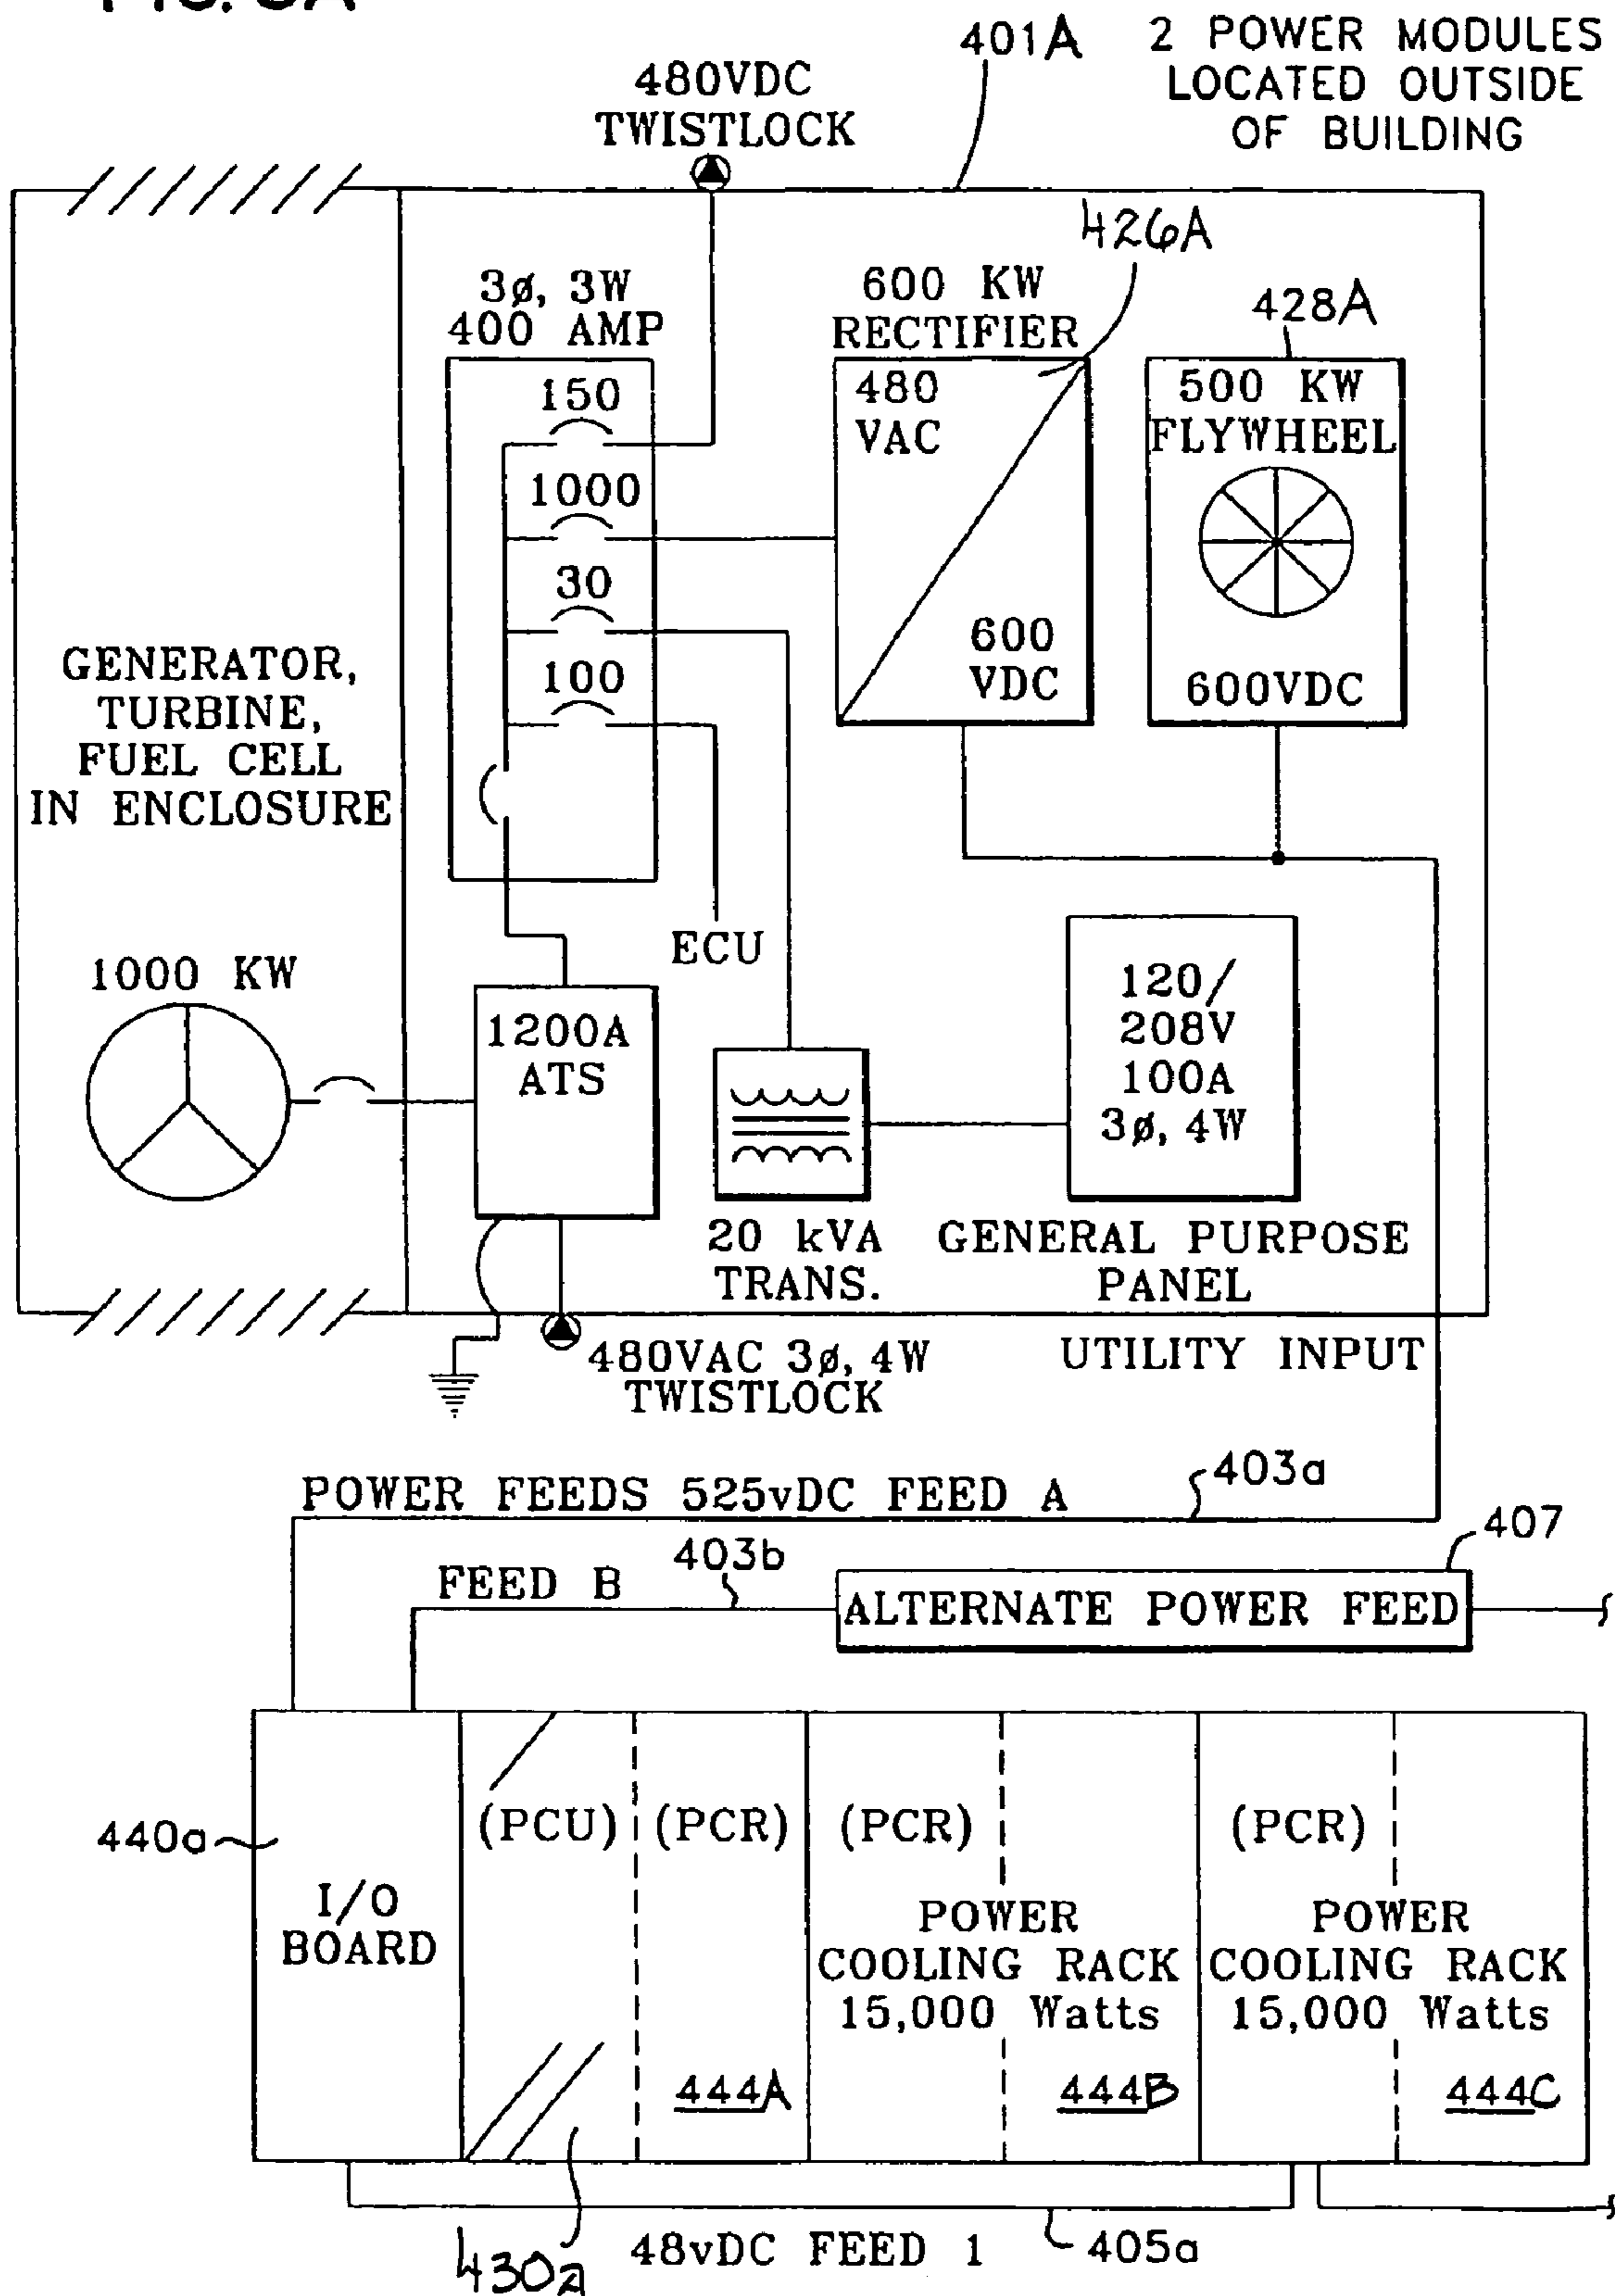 401A
2 POWER MODULES
LOCATED OUTSIDE
OF BUILDING
480VDC
TWISTLOCK
426A
3ø, 3W
400 AMP
600 KW
RECTIFIER
428A
150
1000
30
100
480
VAC
600
VDC
500 KW
FLYWHEEL
600VDC
GENERATOR,
TURBINE,
FUEL CELL
IN ENCLOSURE
ECU
1000 KW
1200A
ATS
120/
208V
100A
3ø, 4W
20 kVA
TRANS.
GENERAL PURPOSE
PANEL
480VAC 3ø, 4W
TWISTLOCK
UTILITY INPUT
POWER FEEDS 525vDC FEED A
403a
407
FEED B
403b
ALTERNATE POWER FEED
440a
I/O
BOARD
(PCU)
(PCR)
444A
(PCR)
POWER
COOLING RACK
15,000 Watts
444B
(PCR)
POWER
COOLING RACK
15,000 Watts
444C
430a
48vDC FEED 1
405a